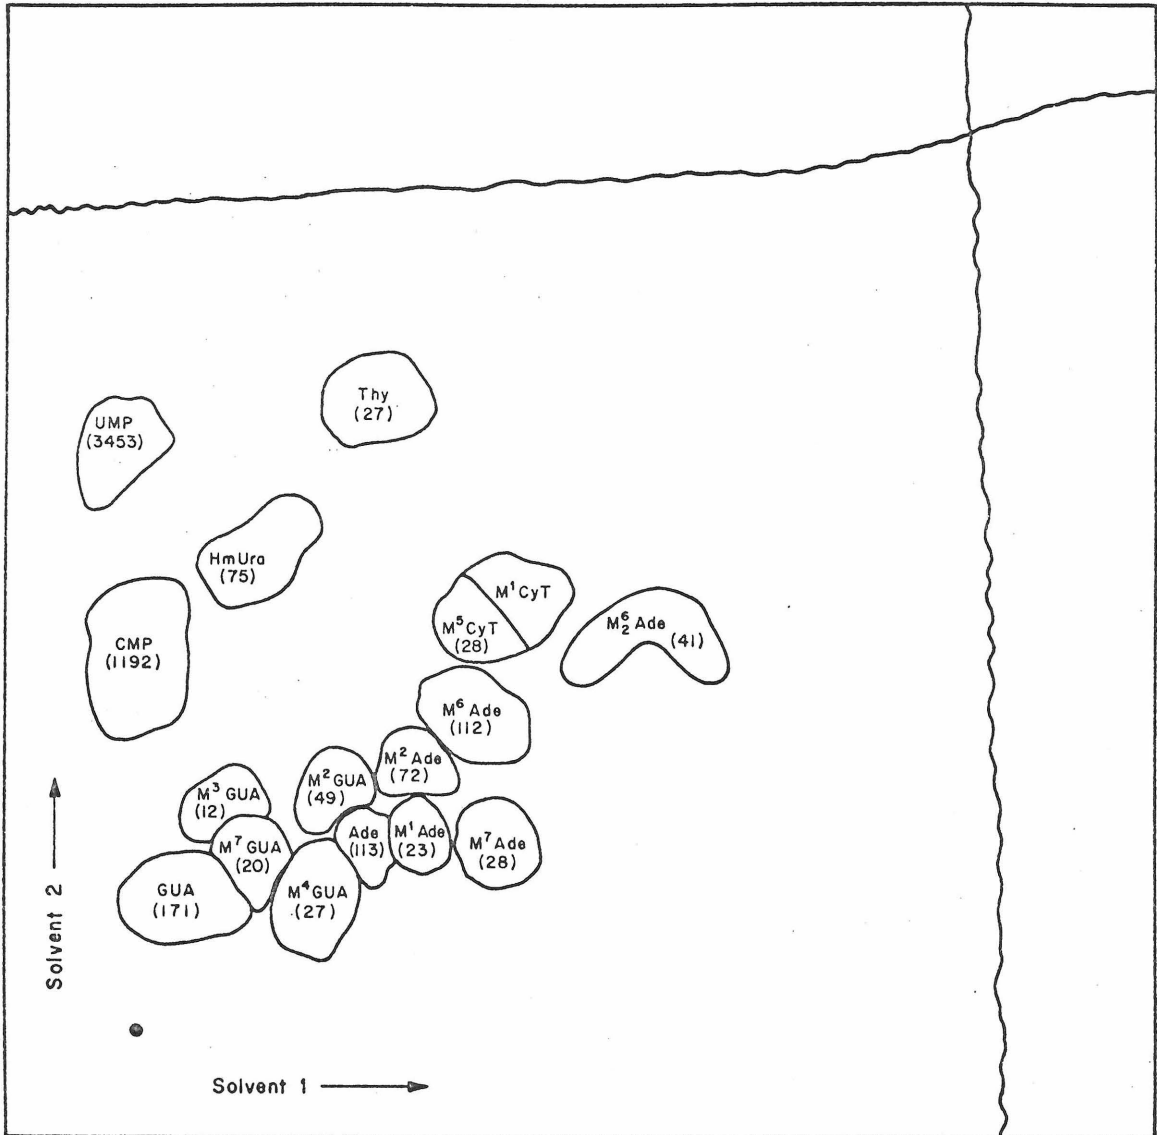 Thy
(27)
UMP
(3453)
HmUra
(75)
M¹CyT
M⁵CyT
(28)
M⁶₂Ade
(41)
CMP
(1192)
M⁶Ade
(112)
M²Ade
(72)
M²GUA
(49)
M³GUA
(12)
Ade
(113)
M¹Ade
(23)
M⁷Ade
(28)
M⁷GUA
(20)
GUA
(171)
M⁴GUA
(27)
Solvent 2
Solvent 1